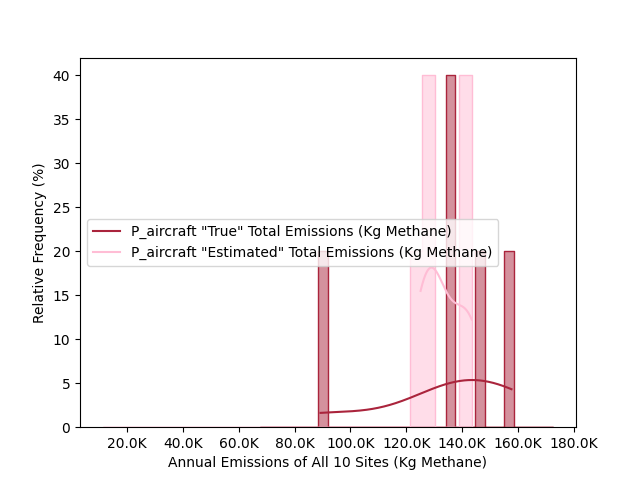 40
35
30
25
20
15
10
5
0
Relative Frequency (%)
P_aircraft "True" Total Emissions (Kg Methane)
P_aircraft "Estimated" Total Emissions (Kg Methane)
20.0K 40.0K 60.0K 80.0K 100.0K 120.0K 140.0K 160.0K 180.0K
Annual Emissions of All 10 Sites (Kg Methane)